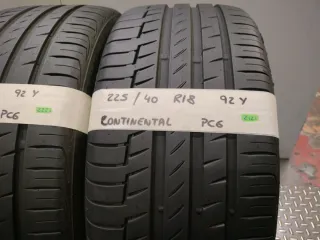 92 Y
PC6
225 / 40 R18 92 Y
CONTINENTAL PC6